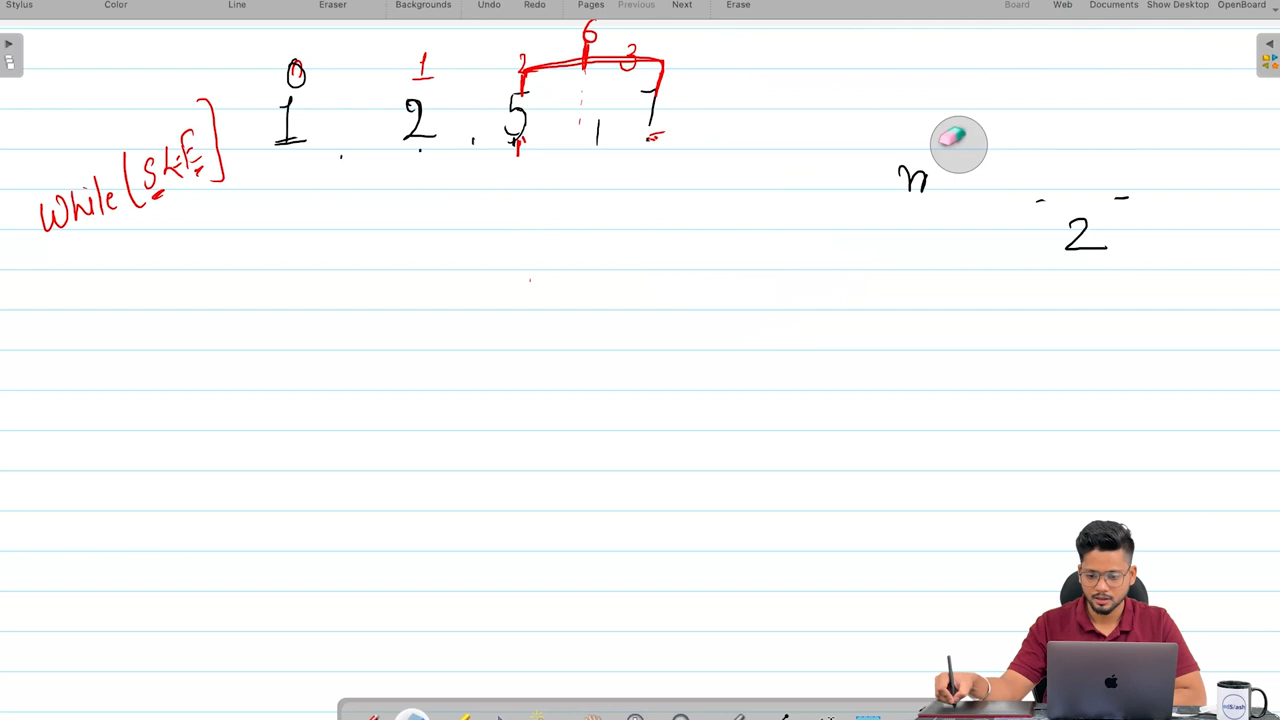 Stylus Color Line Eraser Backgrounds Undo Redo Pages Previous Next Erase Board Web Documents Show Desktop OpenBoard
6
0 1 2 3
1 2 5 7
while (S<=E)
n
2